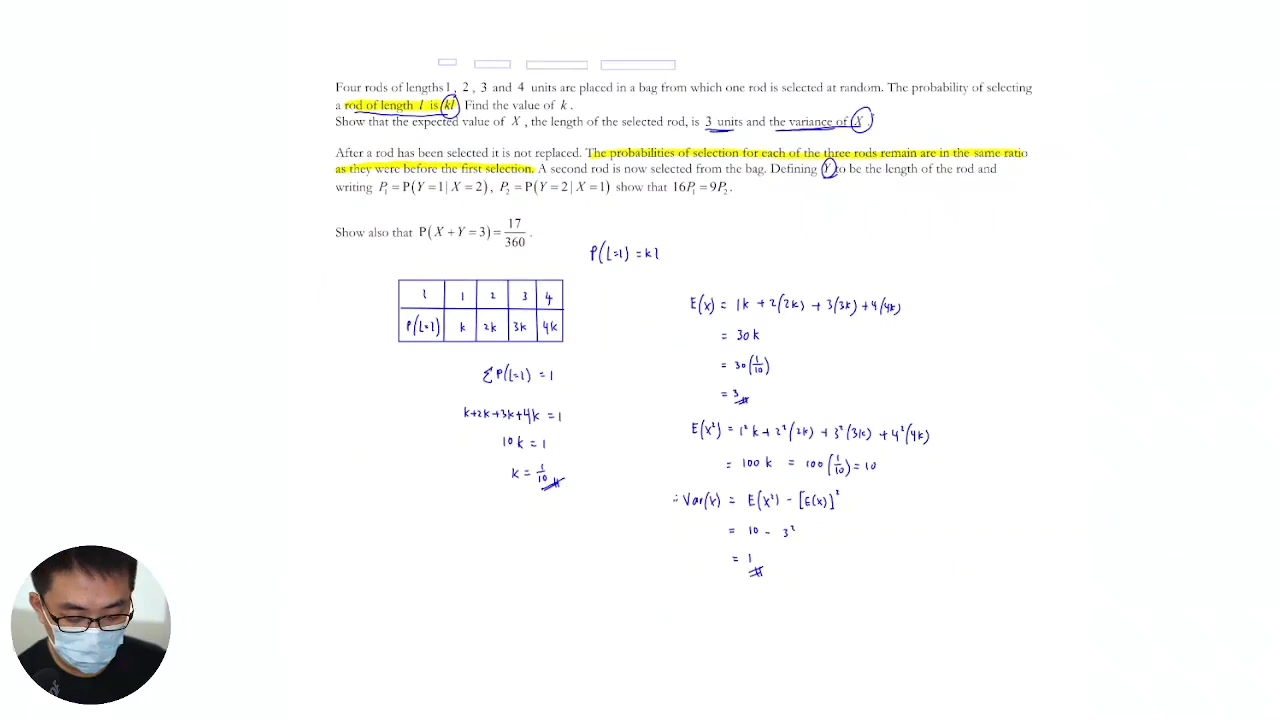 Four rods of lengths 1, 2, 3 and 4 units are placed in a bag from which one rod is selected at random. The probability of selecting
a rod of length l is kl. Find the value of k.
Show that the expected value of X, the length of the selected rod, is 3 units and the variance of X.
After a rod has been selected it is not replaced. The probabilities of selection for each of the three rods remain are in the same ratio
as they were before the first selection. A second rod is now selected from the bag. Defining Y to be the length of the rod and
writing P₁ = P(Y = 1 | X = 2), P₂ = P(Y = 2 | X = 1) show that 16P₁ = 9P₂.
Show also that P(X + Y = 3) = 17/360.
P(L=l) = kl
l 1 2 3 4
P(L=l) k 2k 3k 4k
∑P(L=l) = 1
k+2k+3k+4k = 1
10k = 1
k = 1/10
E(x) = 1k + 2(2k) + 3(3k) + 4(4k)
= 30k
= 30(1/10)
= 3
E(x²) = 1²k + 2²(2k) + 3²(3k) + 4²(4k)
= 100k = 100(1/10) = 10
∴ Var(x) = E(x²) - [E(x)]²
= 10 - 3²
= 1